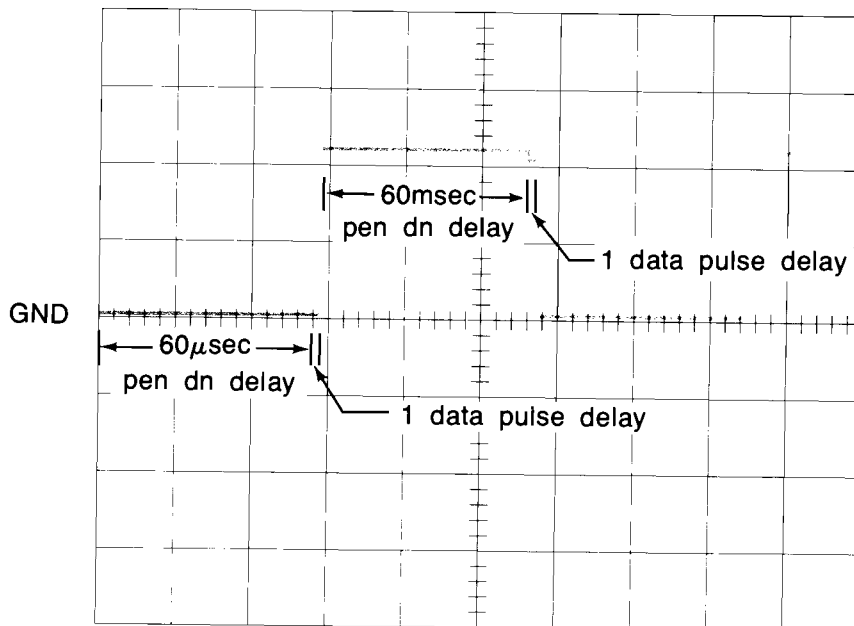 60msec
pen dn delay
1 data pulse delay
GND
60μsec
pen dn delay
1 data pulse delay